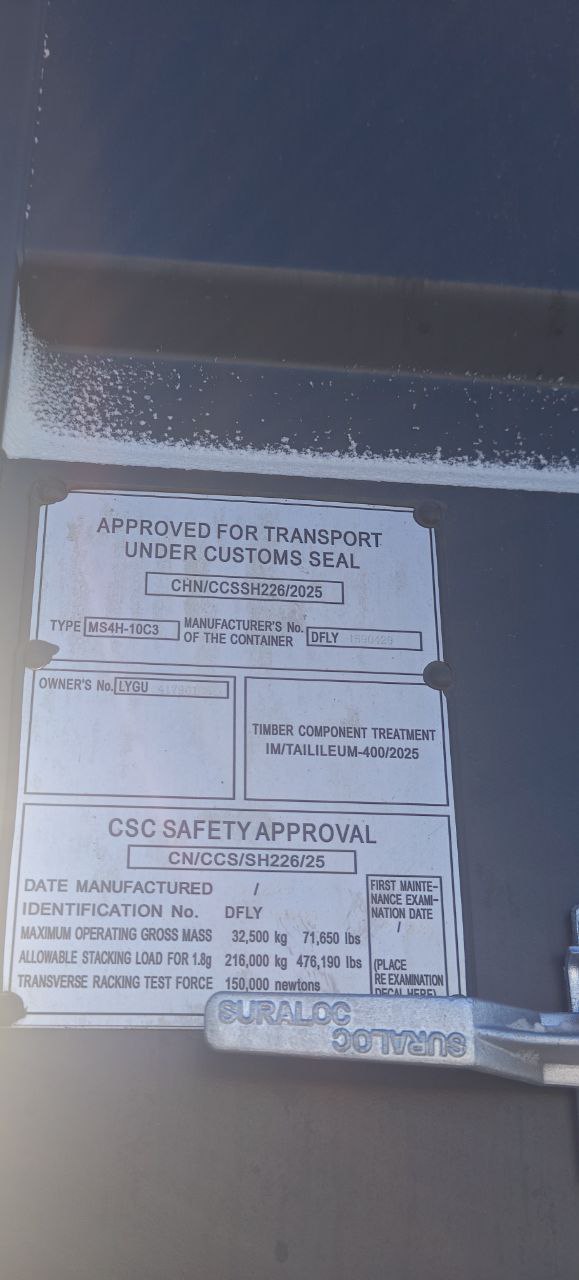 APPROVED FOR TRANSPORT
UNDER CUSTOMS SEAL
CHN/CCSSH226/2025
TYPE MS4H-10C3 MANUFACTURER'S No. OF THE CONTAINER DFLY
OWNER'S No. LYGU
TIMBER COMPONENT TREATMENT
IM/TAILILEUM-400/2025
CSC SAFETY APPROVAL
CN/CCS/SH226/25
DATE MANUFACTURED /
IDENTIFICATION No. DFLY
MAXIMUM OPERATING GROSS MASS 32,500 kg 71,650 lbs
ALLOWABLE STACKING LOAD FOR 1.8g 216,000 kg 476,190 lbs
TRANSVERSE RACKING TEST FORCE 150,000 newtons
FIRST MAINTE-
NANCE EXAMI-
NATION DATE
/
(PLACE
RE EXAMINATION
DECAL HERE)
SURALOC
SURALOC